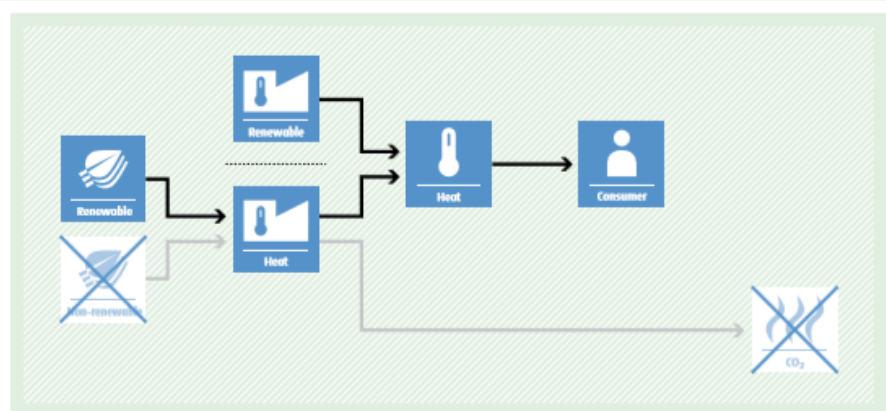 Renewable
Renewable
Heat
Consumer
Non-renewable
Heat
CO₂